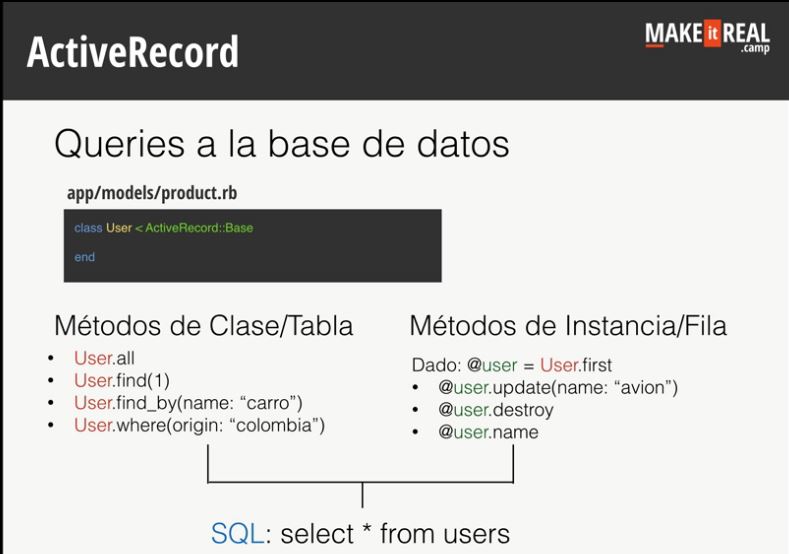 ActiveRecord
MAKE it REAL
.camp
Queries a la base de datos
app/models/product.rb
class User < ActiveRecord::Base
end
Métodos de Clase/Tabla
• User.all
• User.find(1)
• User.find_by(name: “carro”)
• User.where(origin: “colombia”)
Métodos de Instancia/Fila
Dado: @user = User.first
• @user.update(name: “avion”)
• @user.destroy
• @user.name
SQL: select * from users